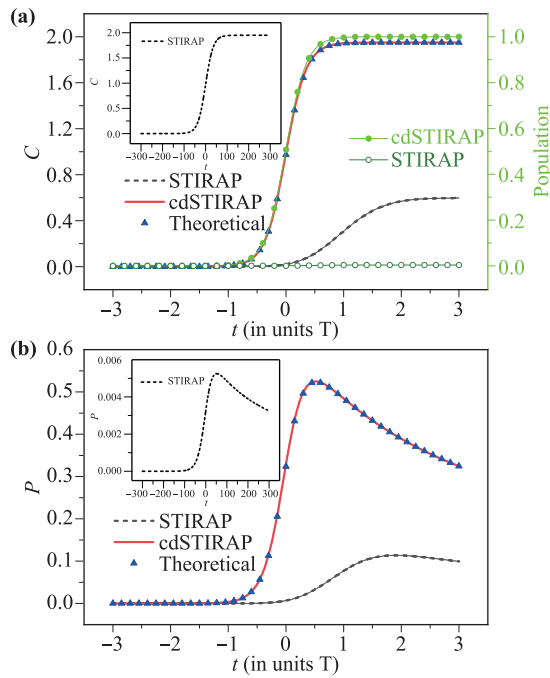 (a)
2.0
1.6
1.2
0.8
0.4
0.0
C
1.0
0.8
0.6
0.4
0.2
0.0
Population
2.0
1.5
1.0
0.5
0.0
C
STIRAP
−300 −200 −100 0 100 200 300
t
cdSTIRAP
STIRAP
STIRAP
cdSTIRAP
Theoretical
−3 −2 −1 0 1 2 3
t (in units T)
(b)
0.6
0.5
0.4
0.3
0.2
0.1
0.0
P
0.006
0.004
0.002
0.000
P
STIRAP
−300 −200 −100 0 100 200 300
t
STIRAP
cdSTIRAP
Theoretical
−3 −2 −1 0 1 2 3
t (in units T)